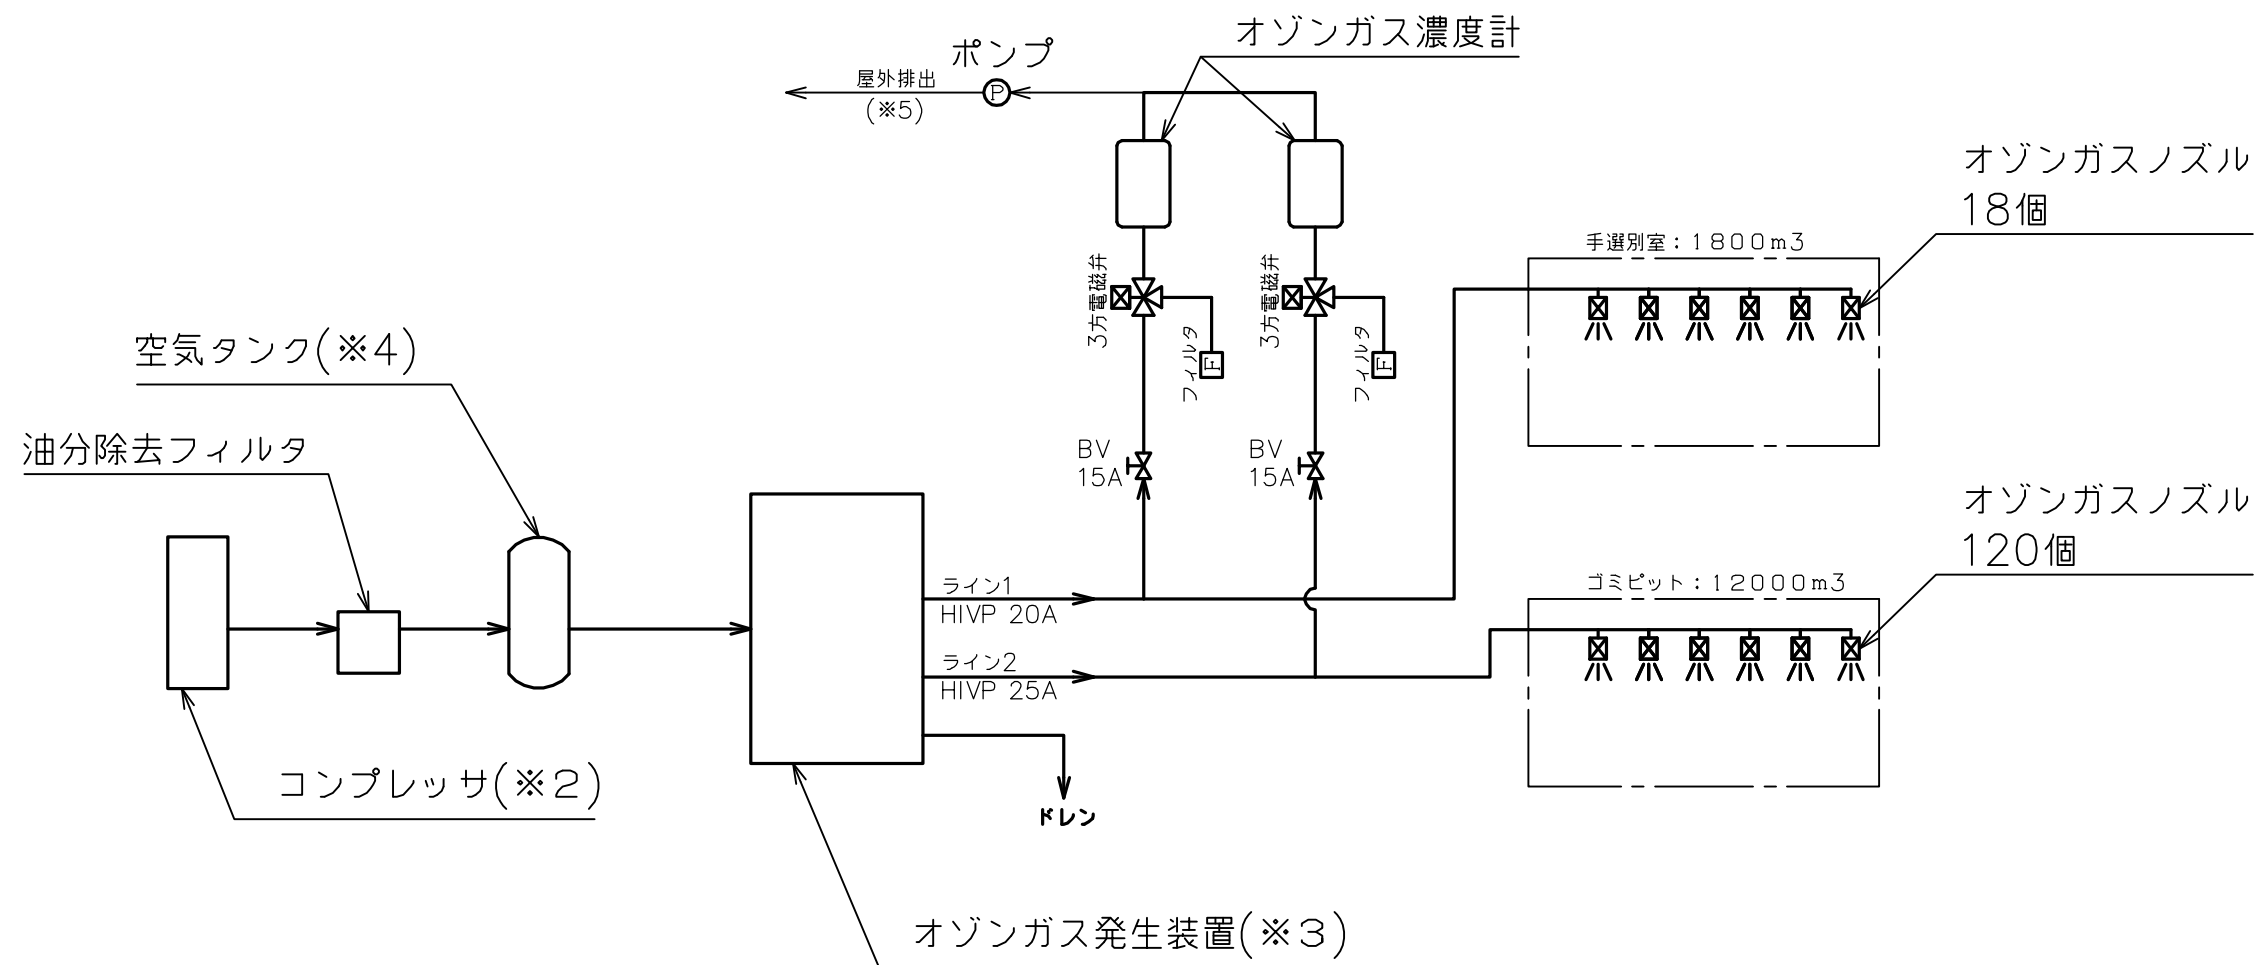 オゾンガス濃度計
ポンプ
屋外排出
(※5)
P
オゾンガスノズル
18個
手選別室：1800m3
3方電磁弁
3方電磁弁
フィルタ
F
フィルタ
F
空気タンク(※4)
油分除去フィルタ
BV
15A
BV
15A
オゾンガスノズル
120個
ゴミピット：12000m3
ライン1
HIVP 20A
ライン2
HIVP 25A
コンプレッサ(※2)
ドレン
オゾンガス発生装置(※3)